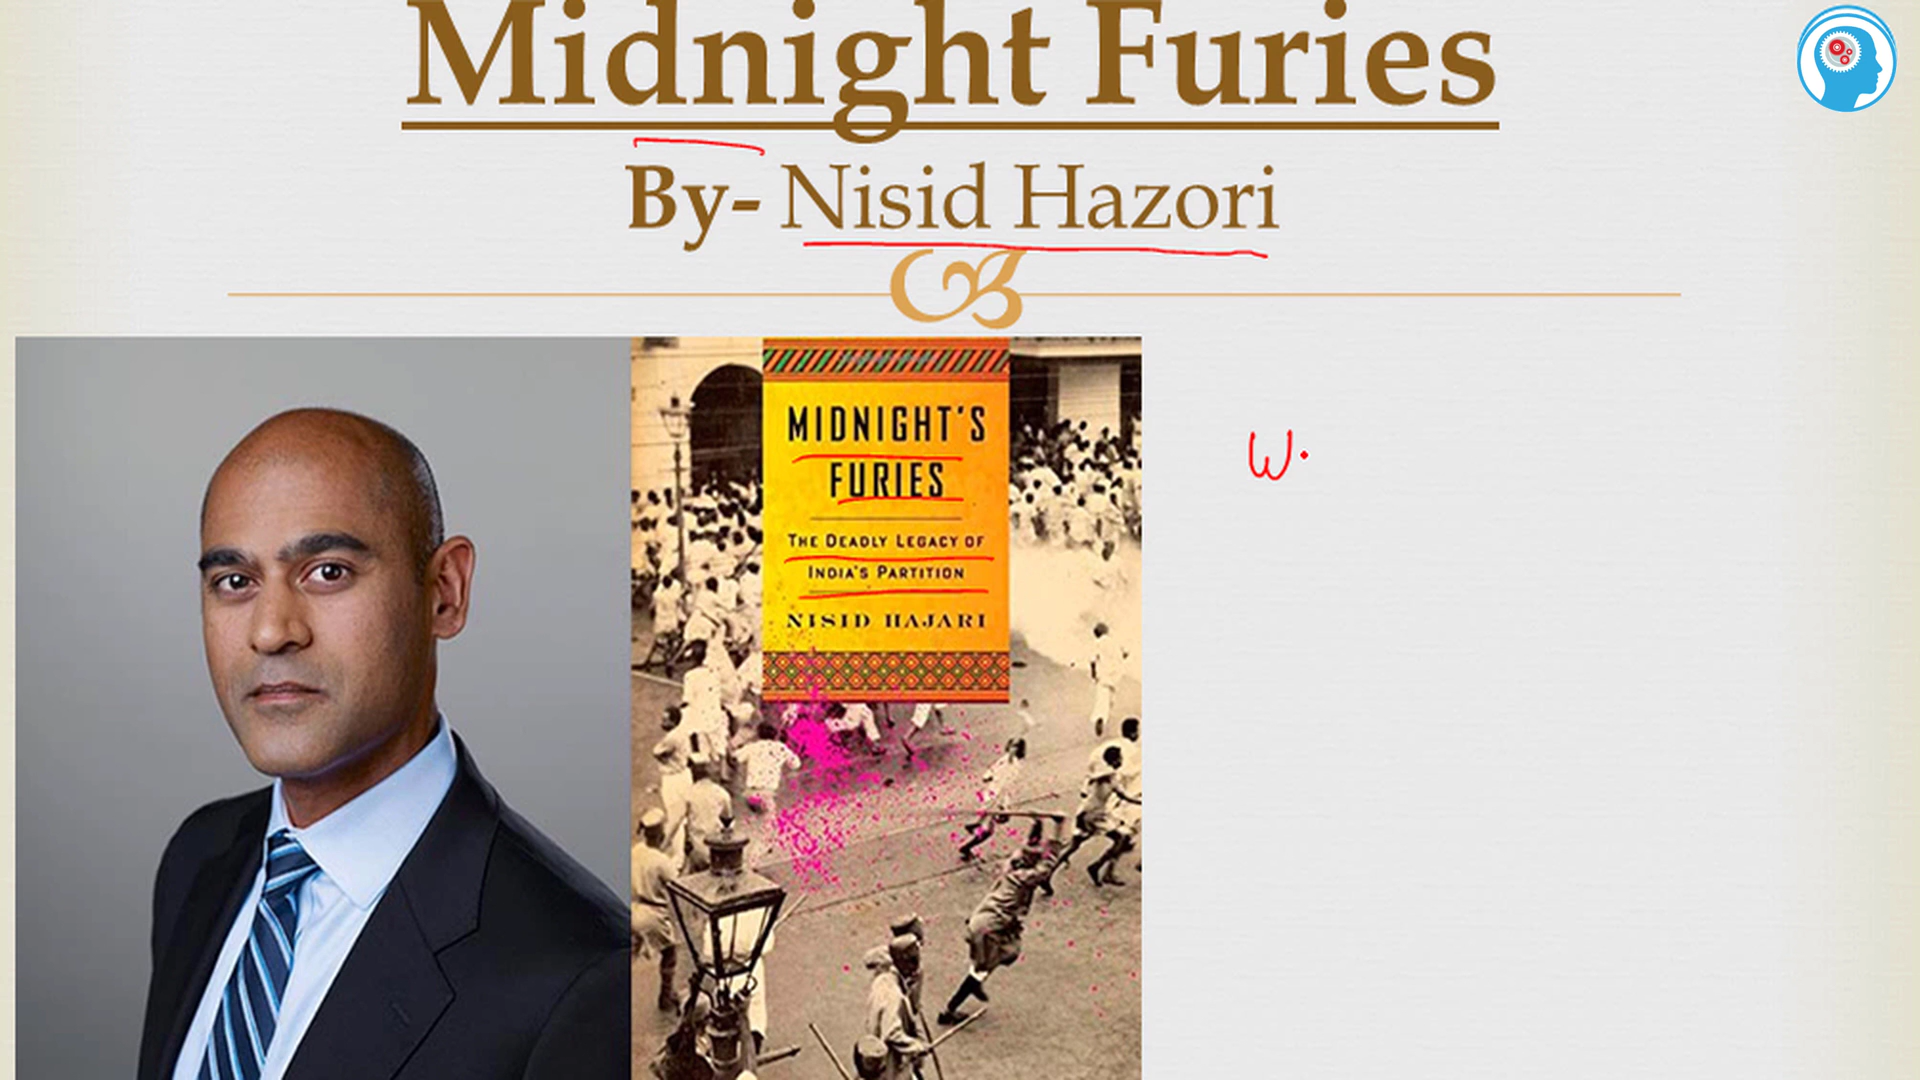 Midnight Furies
By- Nisid Hazori
MIDNIGHT'S
FURIES
THE DEADLY LEGACY OF
INDIA'S PARTITION
NISID HAJARI
W.